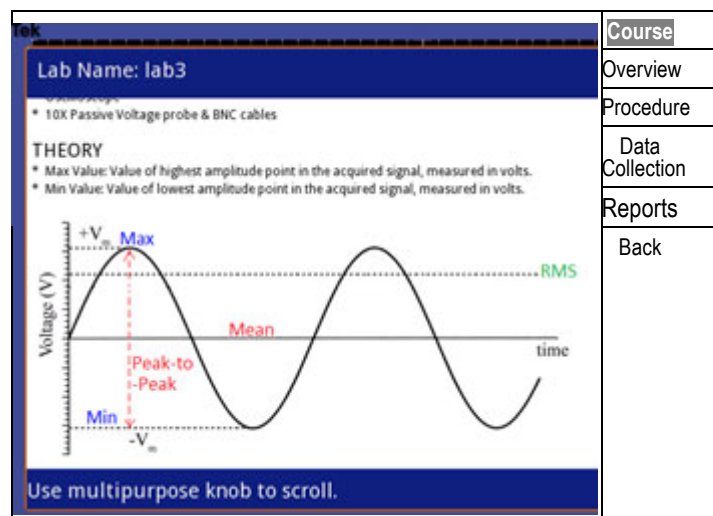 Tek
Lab Name: lab3
* Oscilloscope
* 10X Passive Voltage probe & BNC cables
THEORY
* Max Value: Value of highest amplitude point in the acquired signal, measured in volts.
* Min Value: Value of lowest amplitude point in the acquired signal, measured in volts.
+Vm Max
RMS
Voltage (V)
Mean
time
Peak-to
-Peak
Min
-Vm
Use multipurpose knob to scroll.
Course
Overview
Procedure
Data
Collection
Reports
Back